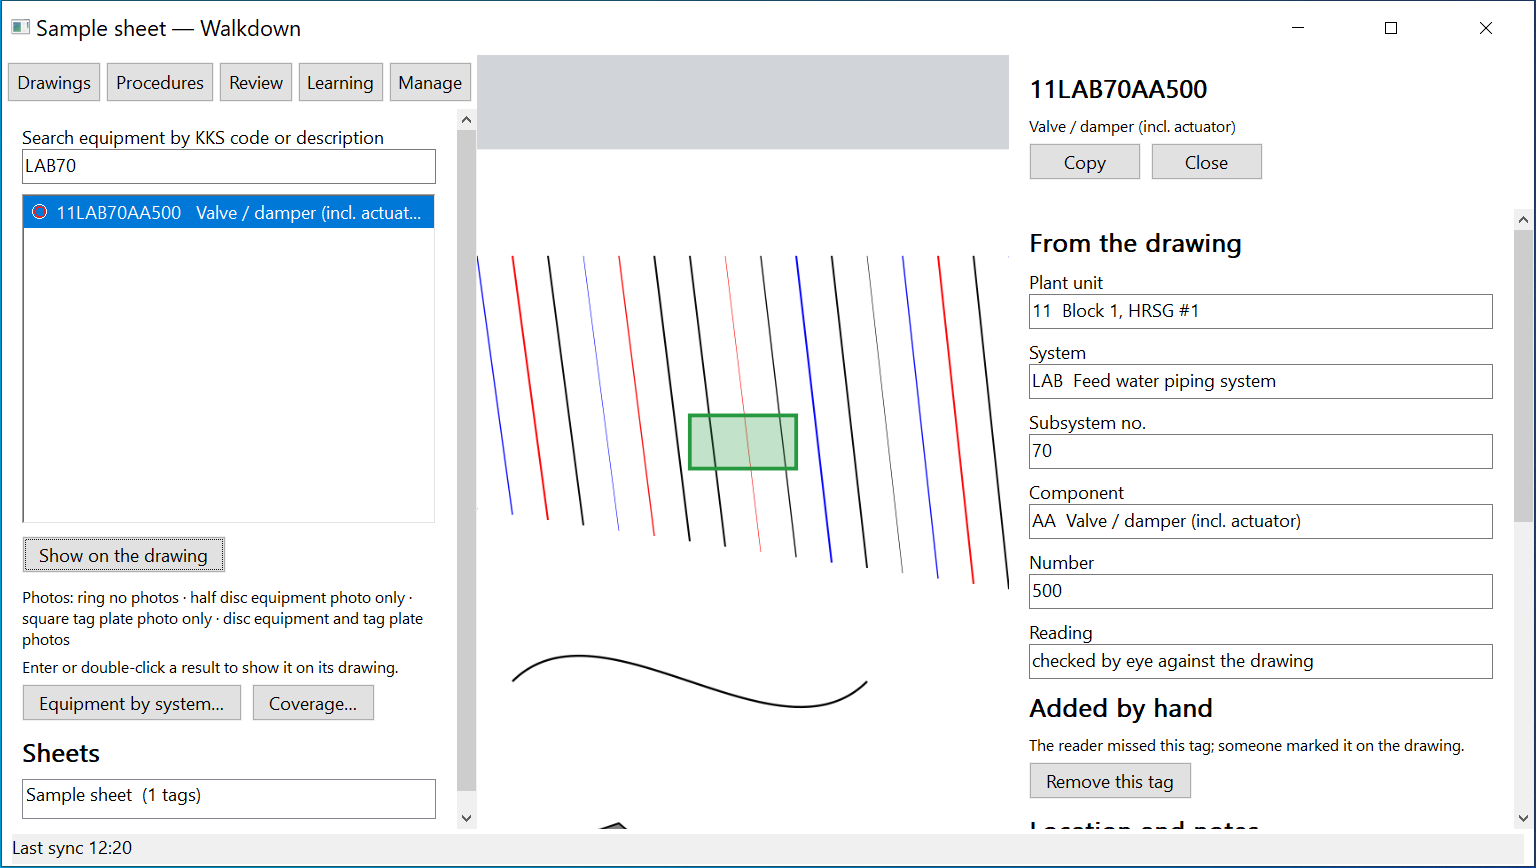 Sample sheet — Walkdown
Drawings
Procedures
Review
Learning
Manage
Search equipment by KKS code or description
LAB70
11LAB70AA500 Valve / damper (incl. actuat...
Show on the drawing
Photos: ring no photos · half disc equipment photo only ·
square tag plate photo only · disc equipment and tag plate
photos
Enter or double-click a result to show it on its drawing.
Equipment by system...
Coverage...
Sheets
Sample sheet (1 tags)
11LAB70AA500
Valve / damper (incl. actuator)
Copy
Close
From the drawing
Plant unit
11 Block 1, HRSG #1
System
LAB Feed water piping system
Subsystem no.
70
Component
AA Valve / damper (incl. actuator)
Number
500
Reading
checked by eye against the drawing
Added by hand
The reader missed this tag; someone marked it on the drawing.
Remove this tag
Location and notes
Last sync 12:20